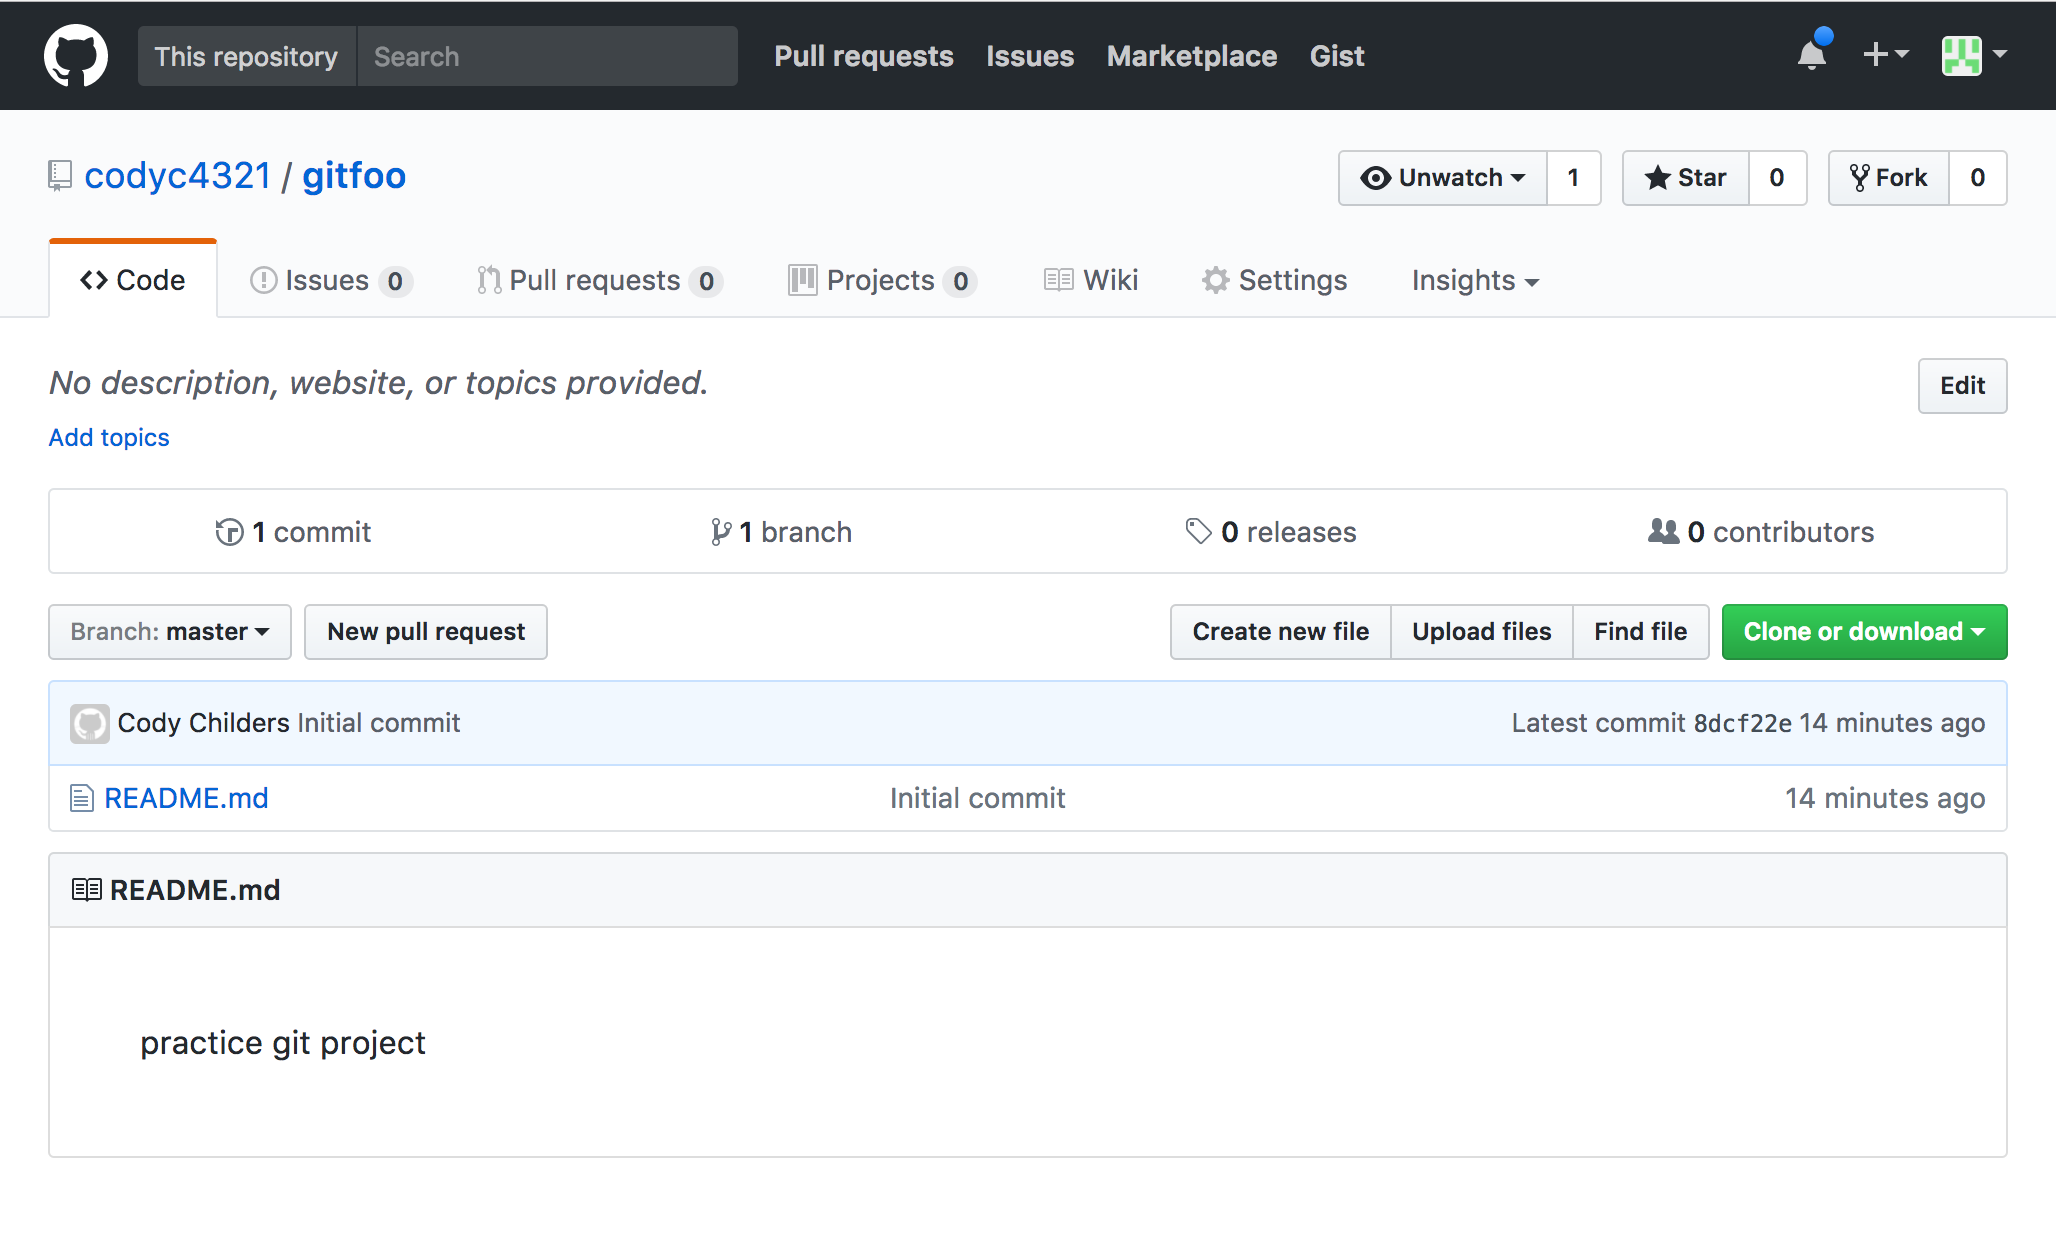 This repository Search Pull requests Issues Marketplace Gist
codyc4321 / gitfoo Unwatch 1 Star 0 Fork 0
Code Issues 0 Pull requests 0 Projects 0 Wiki Settings Insights
No description, website, or topics provided. Edit
Add topics
1 commit 1 branch 0 releases 0 contributors
Branch: master New pull request Create new file Upload files Find file Clone or download
Cody Childers Initial commit Latest commit 8dcf22e 14 minutes ago
README.md Initial commit 14 minutes ago
README.md
practice git project